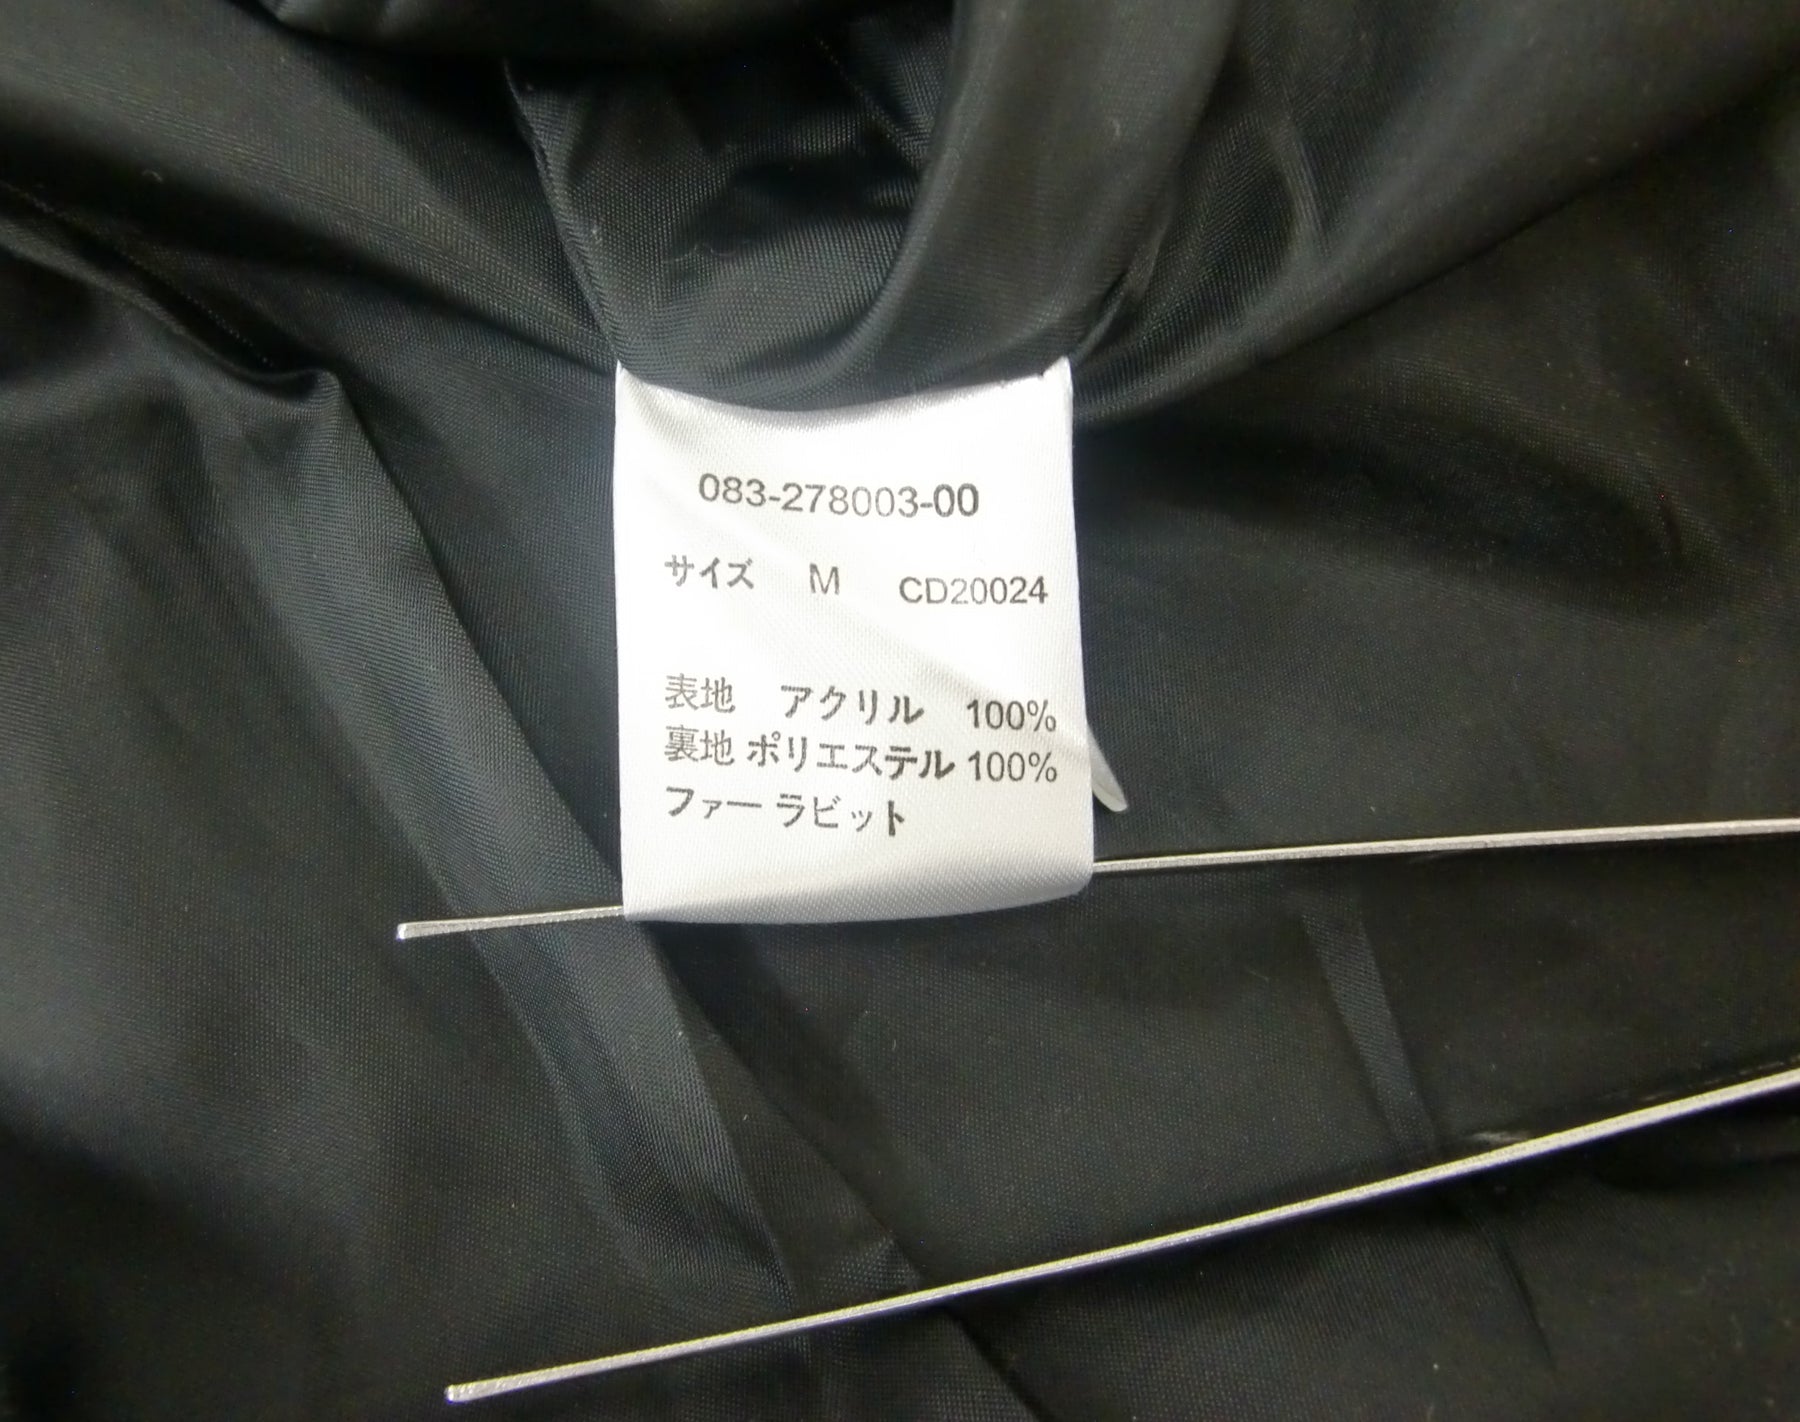 083-278003-00
サイズ M CD20024
表地 アクリル 100%
裏地 ポリエステル 100%
ファー ラビット